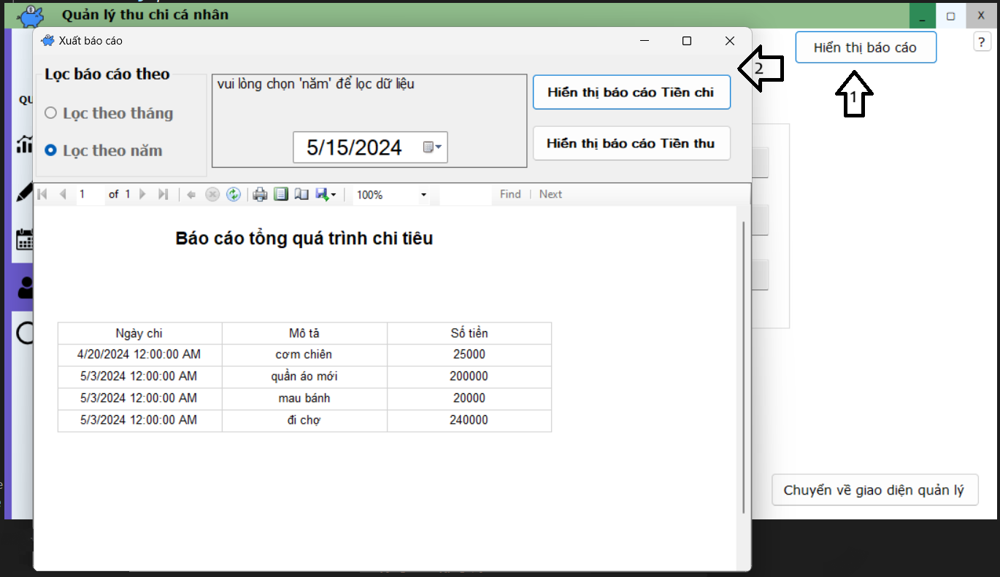 Quản lý thu chi cá nhân
_ □ X
Xuất báo cáo
Hiển thị báo cáo
?
1
2
Lọc báo cáo theo
Lọc theo tháng
Lọc theo năm
vui lòng chọn 'năm' để lọc dữ liệu
5/15/2024
Hiển thị báo cáo Tiền chi
Hiển thị báo cáo Tiền thu
QU
1 of 1 100% Find | Next
Báo cáo tổng quá trình chi tiêu
Ngày chi Mô tã Số tiền
4/20/2024 12:00:00 AM cơm chiên 25000
5/3/2024 12:00:00 AM quần áo mới 200000
5/3/2024 12:00:00 AM mau bánh 20000
5/3/2024 12:00:00 AM đi chợ 240000
Chuyển về giao diện quản lý